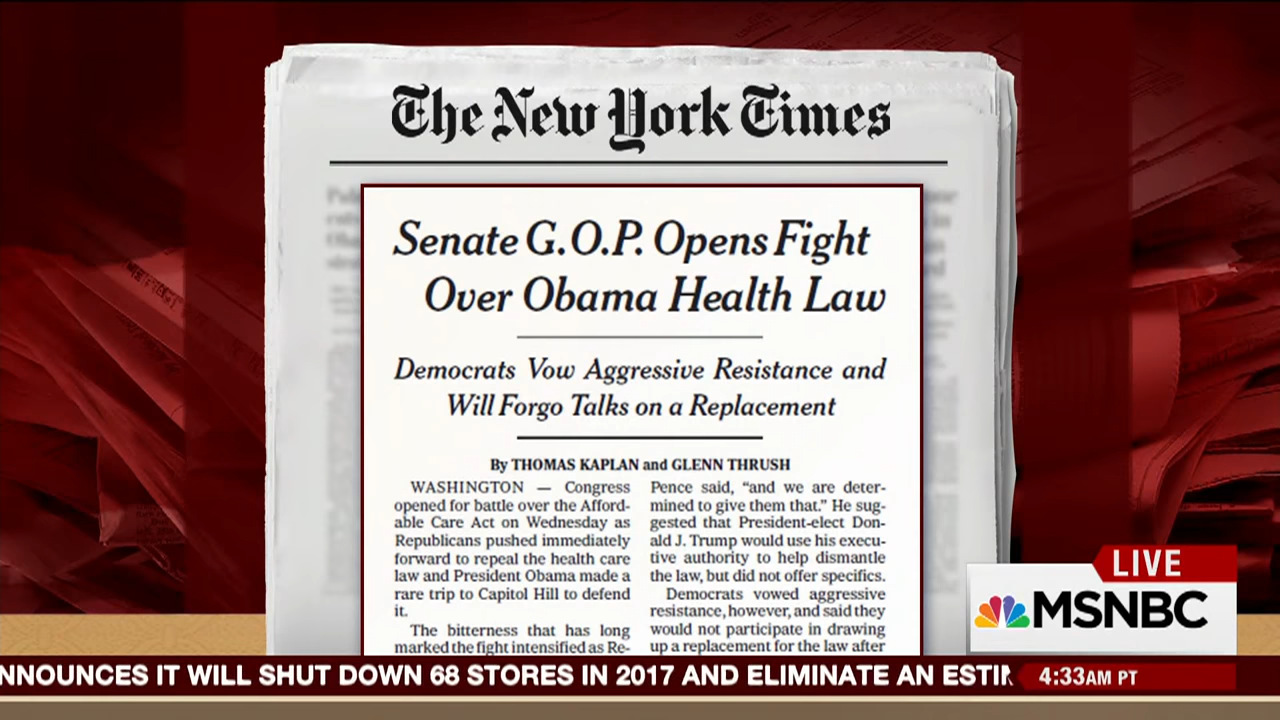 The New York Times
Senate G.O.P. Opens Fight
Over Obama Health Law
Democrats Vow Aggressive Resistance and
Will Forgo Talks on a Replacement
By THOMAS KAPLAN and GLENN THRUSH
WASHINGTON — Congress
opened for battle over the Afford-
able Care Act on Wednesday as
Republicans pushed immediately
forward to repeal the health care
law and President Obama made a
rare trip to Capitol Hill to defend
it.
The bitterness that has long
marked the fight intensified as Re-
Pence said, “and we are deter-
mined to give them that.” He sug-
gested that President-elect Don-
ald J. Trump would use his execu-
tive authority to help dismantle
the law, but did not offer specifics.
Democrats vowed aggressive
resistance, however, and said they
would not participate in drawing
up a replacement for the law after
LIVE
MSNBC
NNOUNCES IT WILL SHUT DOWN 68 STORES IN 2017 AND ELIMINATE AN ESTIM
4:33AM PT